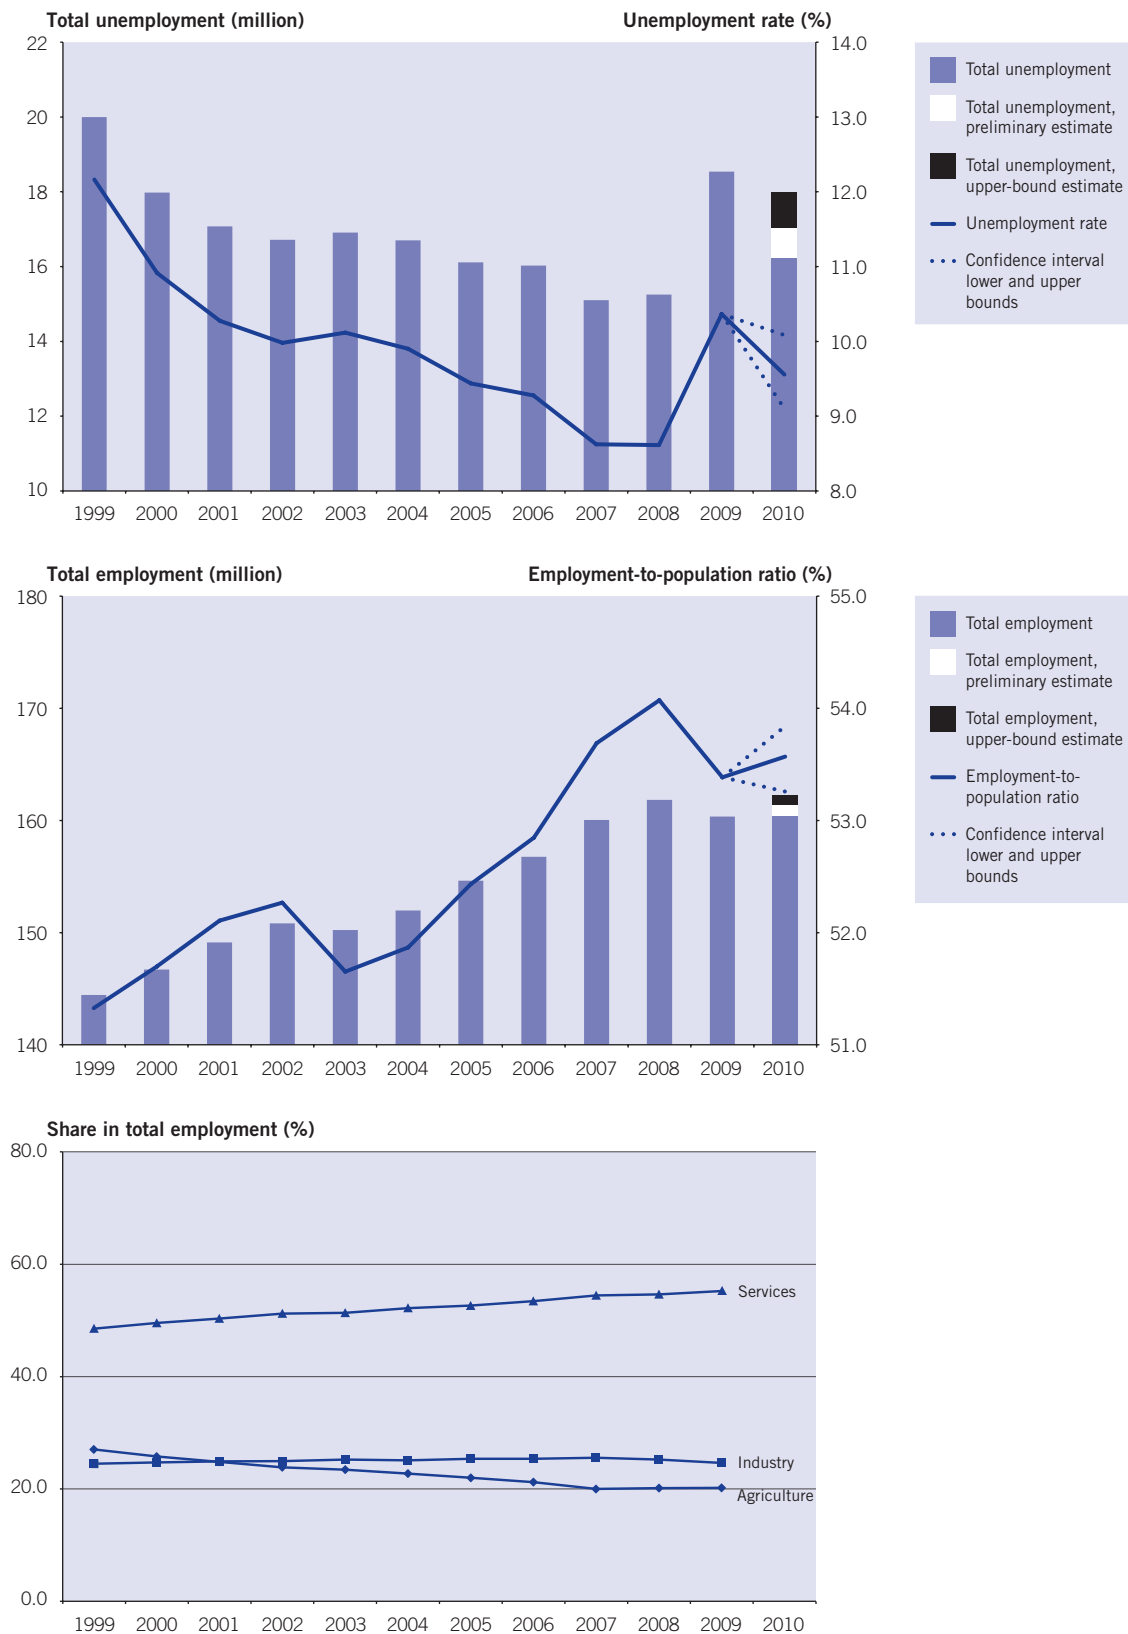 Total unemployment (million)
Unemployment rate (%)
22
20
18
16
14
12
10
14.0
13.0
12.0
11.0
10.0
9.0
8.0
1999 2000 2001 2002 2003 2004 2005 2006 2007 2008 2009 2010
Total unemployment
Total unemployment,
preliminary estimate
Total unemployment,
upper-bound estimate
Unemployment rate
Confidence interval
lower and upper
bounds
Total employment (million)
Employment-to-population ratio (%)
180
170
160
150
140
55.0
54.0
53.0
52.0
51.0
1999 2000 2001 2002 2003 2004 2005 2006 2007 2008 2009 2010
Total employment
Total employment,
preliminary estimate
Total employment,
upper-bound estimate
Employment-to-
population ratio
Confidence interval
lower and upper
bounds
Share in total employment (%)
80.0
60.0
40.0
20.0
0.0
Services
Industry
Agriculture
1999 2000 2001 2002 2003 2004 2005 2006 2007 2008 2009 2010